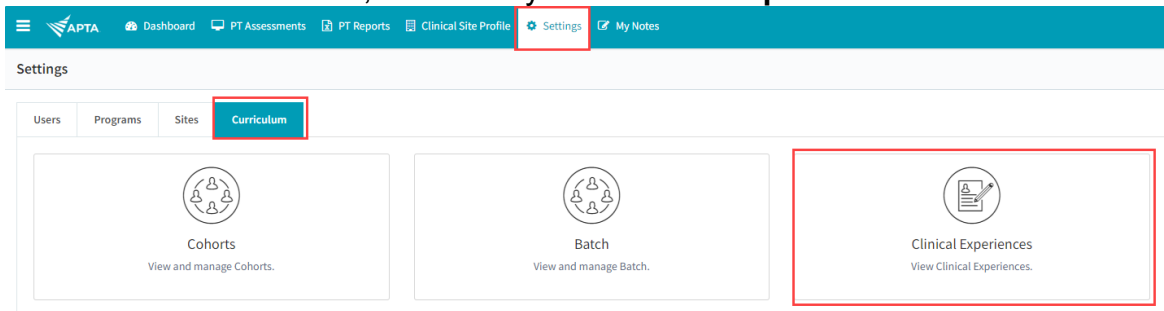 APTA Dashboard PT Assessments PT Reports Clinical Site Profile Settings My Notes
Settings
Users Programs Sites Curriculum
Cohorts Batch Clinical Experiences
View and manage Cohorts. View and manage Batch. View Clinical Experiences.